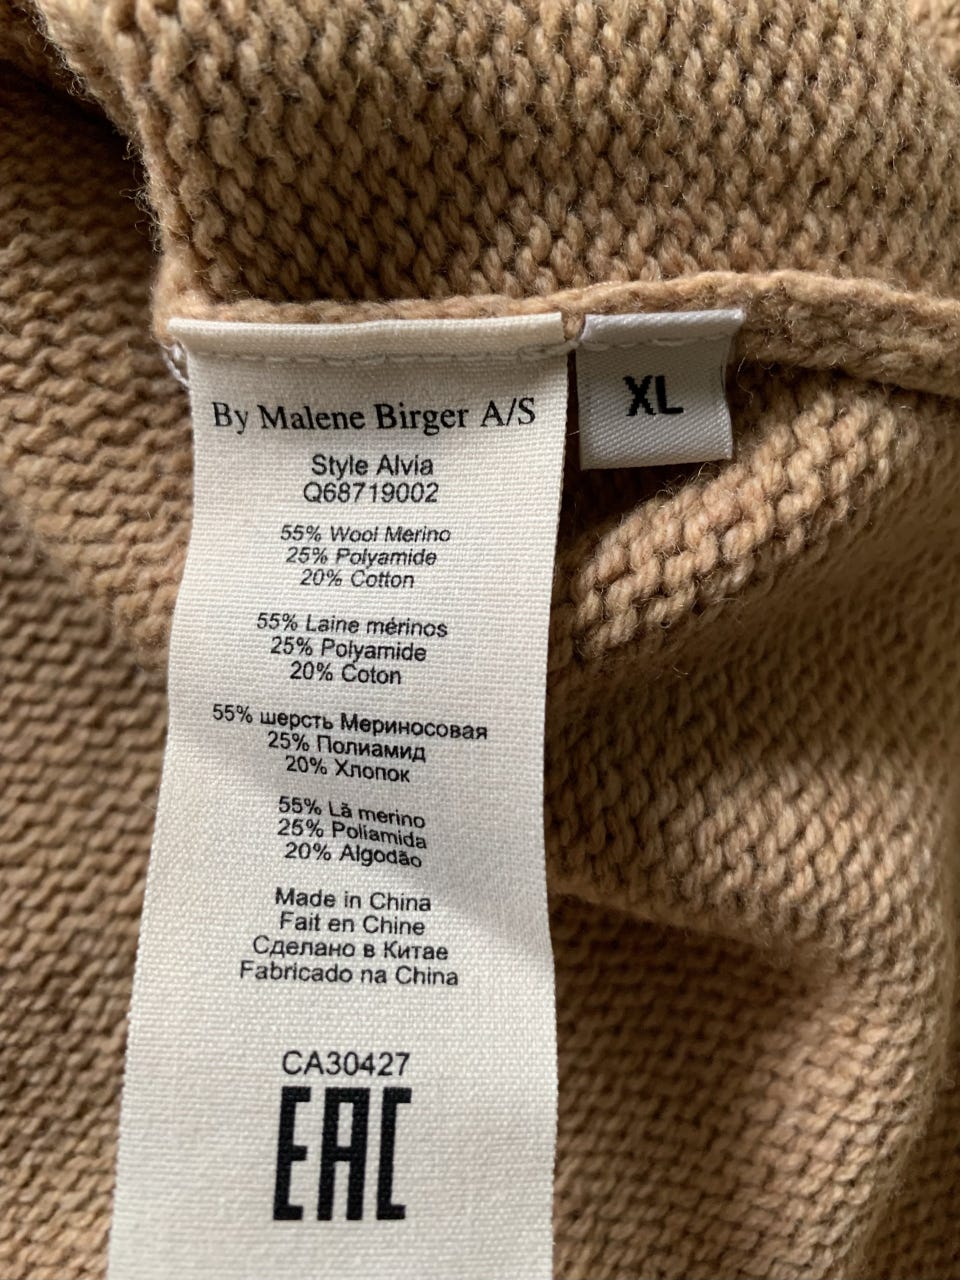 By Malene Birger A/S
XL
Style Alvia
Q68719002
55% Wool Merino
25% Polyamide
20% Cotton
55% Laine mérinos
25% Polyamide
20% Coton
55% шерсть Мериносовая
25% Полиамид
20% Хлопок
55% Lã merino
25% Poliamida
20% Algodão
Made in China
Fait en Chine
Сделано в Китае
Fabricado na China
CA30427
EAC